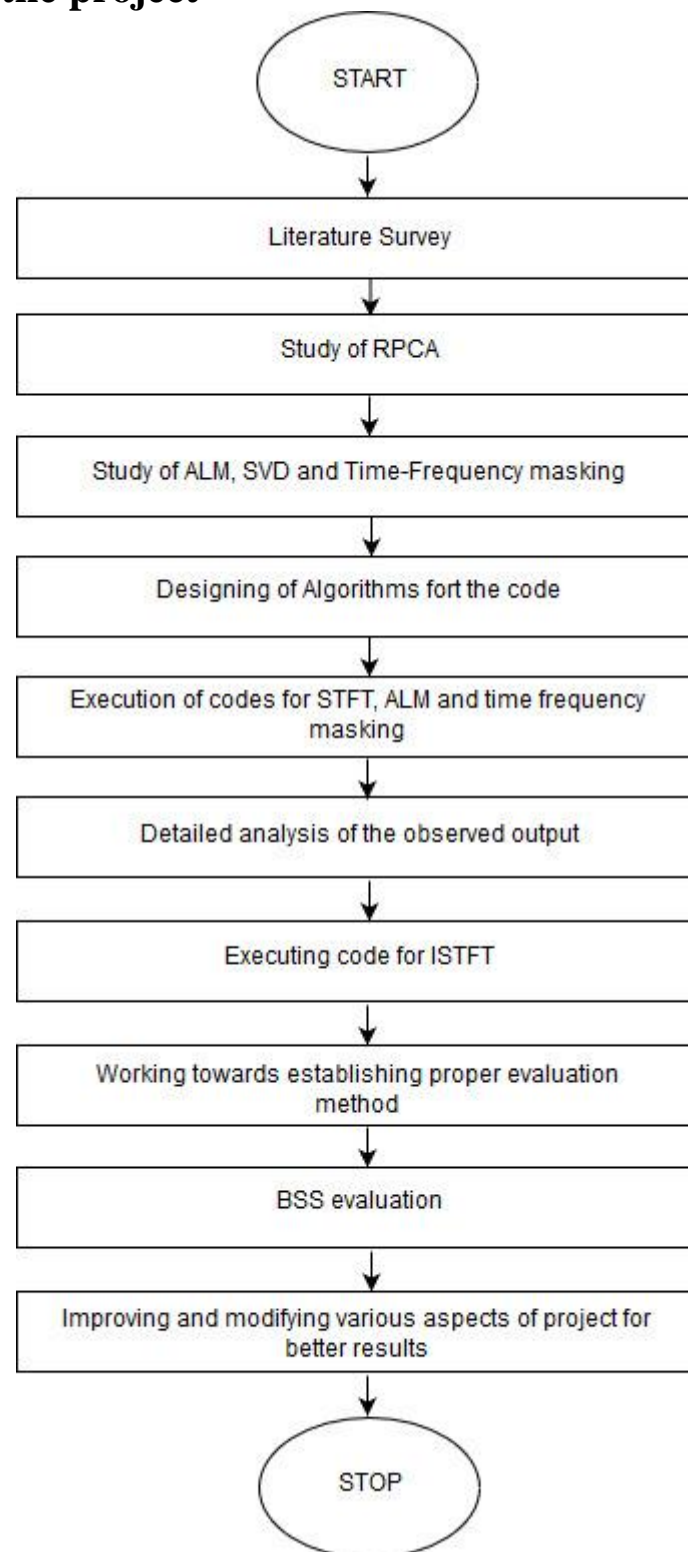 the project
START
Literature Survey
Study of RPCA
Study of ALM, SVD and Time-Frequency masking
Designing of Algorithms fort the code
Execution of codes for STFT, ALM and time frequency
masking
Detailed analysis of the observed output
Executing code for ISTFT
Working towards establishing proper evaluation
method
BSS evaluation
Improving and modifying various aspects of project for
better results
STOP